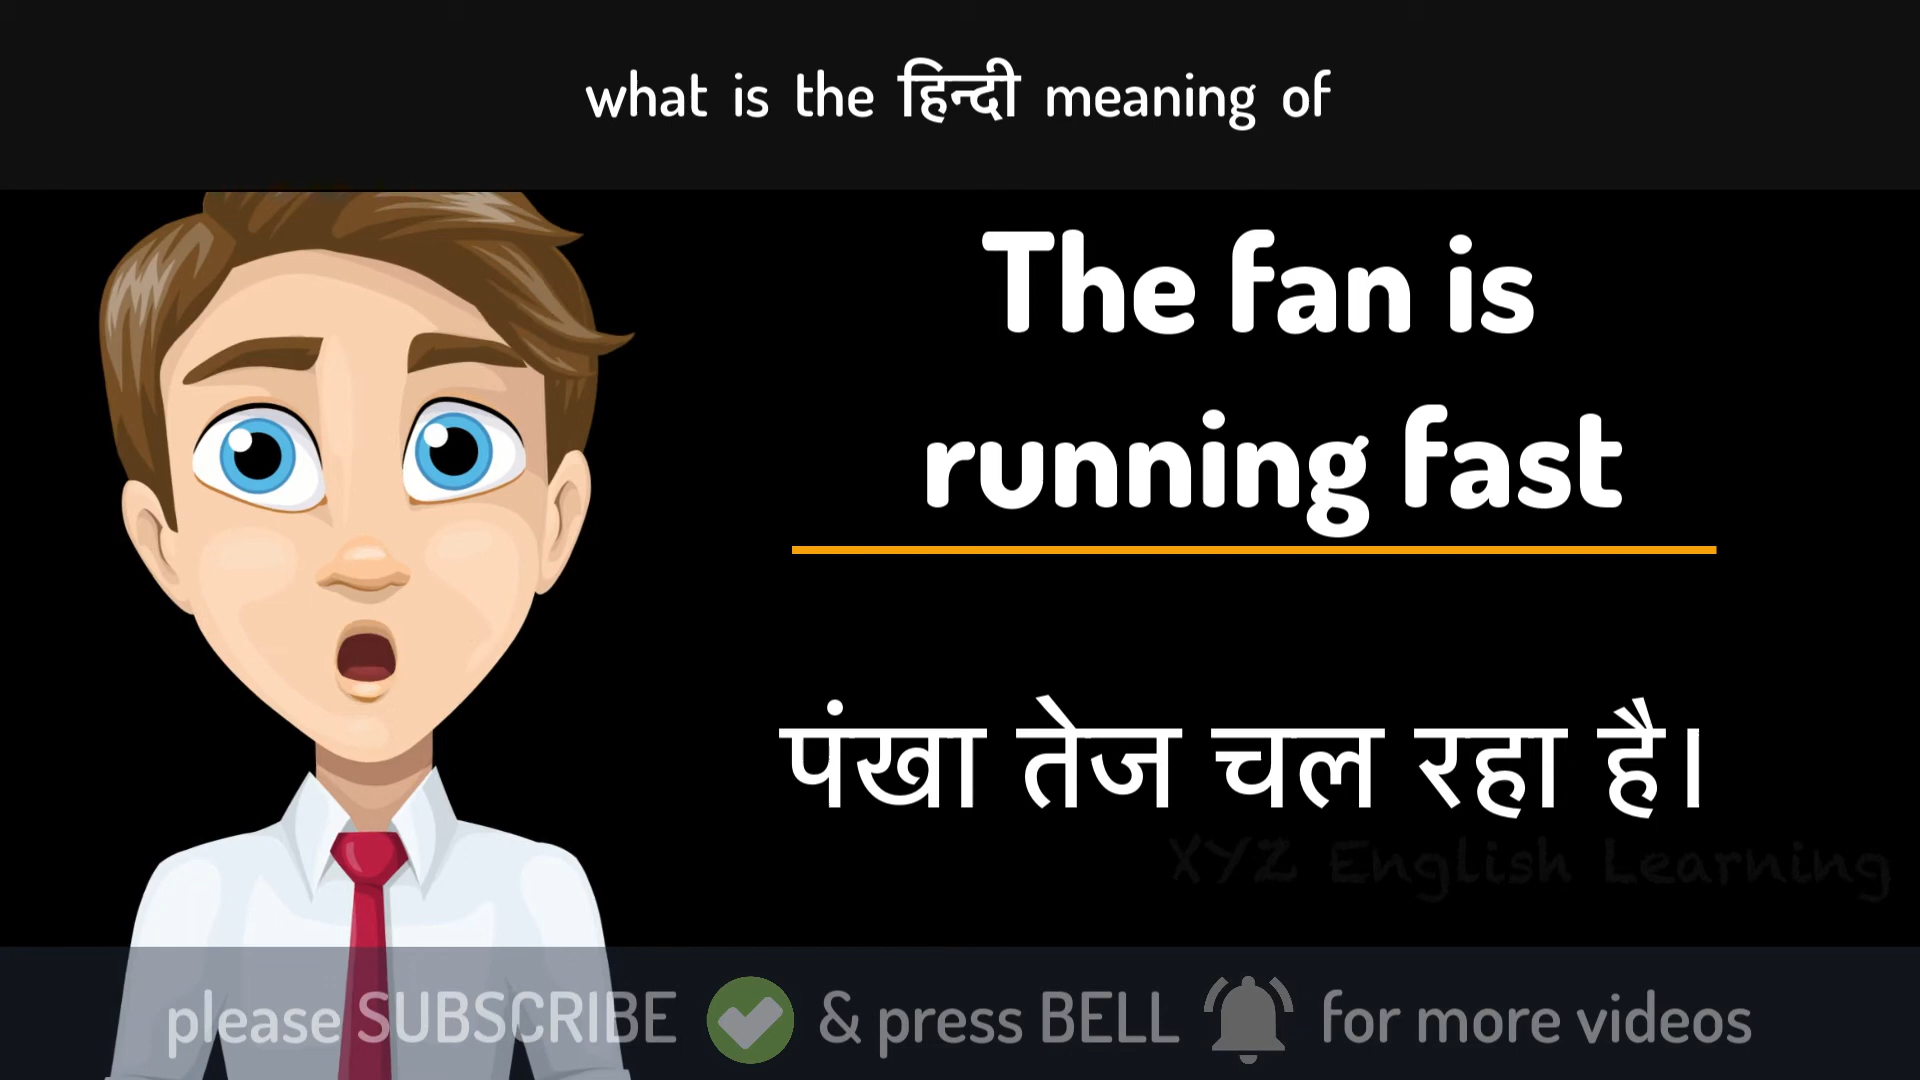 what is the हिन्दी meaning of
The fan is
running fast
पंखा तेज चल रहा है।
XYZ English Learning
please SUBSCRIBE & press BELL for more videos